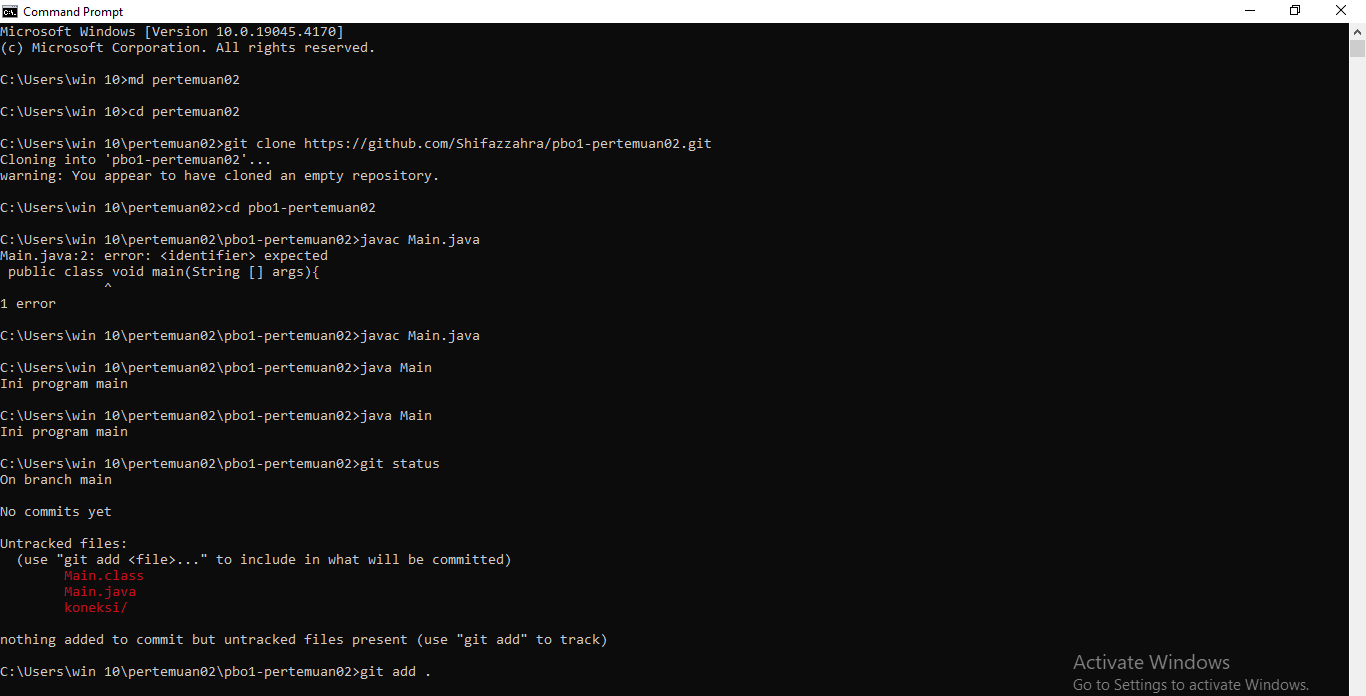 Command Prompt
Microsoft Windows [Version 10.0.19045.4170]
(c) Microsoft Corporation. All rights reserved.
C:\Users\win 10>md pertemuan02
C:\Users\win 10>cd pertemuan02
C:\Users\win 10\pertemuan02>git clone https://github.com/Shifazzahra/pbo1-pertemuan02.git
Cloning into 'pbo1-pertemuan02'...
warning: You appear to have cloned an empty repository.
C:\Users\win 10\pertemuan02>cd pbo1-pertemuan02
C:\Users\win 10\pertemuan02\pbo1-pertemuan02>javac Main.java
Main.java:2: error: <identifier> expected
 public class void main(String [] args){
             ^
1 error
C:\Users\win 10\pertemuan02\pbo1-pertemuan02>javac Main.java
C:\Users\win 10\pertemuan02\pbo1-pertemuan02>java Main
Ini program main
C:\Users\win 10\pertemuan02\pbo1-pertemuan02>java Main
Ini program main
C:\Users\win 10\pertemuan02\pbo1-pertemuan02>git status
On branch main
No commits yet
Untracked files:
  (use "git add <file>..." to include in what will be committed)
        Main.class
        Main.java
        koneksi/
nothing added to commit but untracked files present (use "git add" to track)
C:\Users\win 10\pertemuan02\pbo1-pertemuan02>git add .
Activate Windows
Go to Settings to activate Windows.